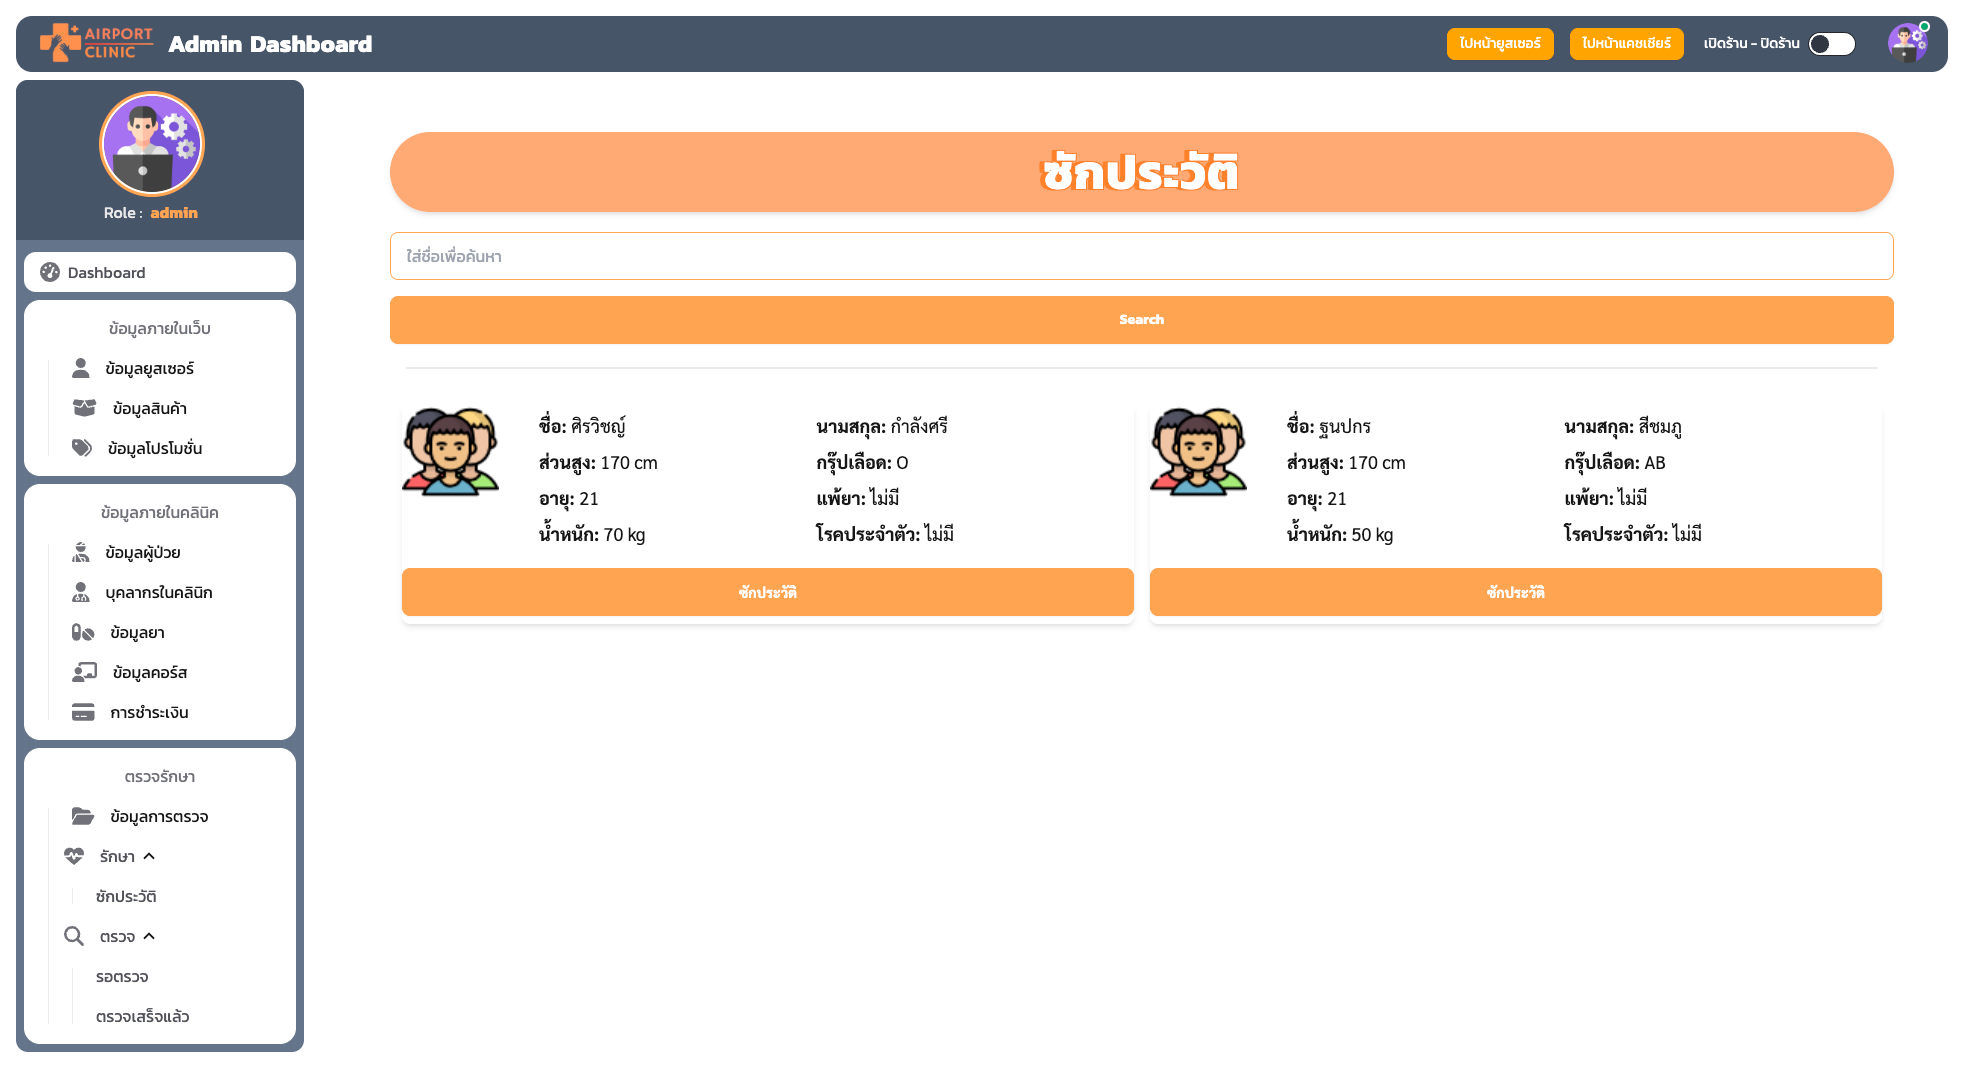 AIRPORT
CLINIC
Admin Dashboard
ไปหน้ายูสเซอร์
ไปหน้าแคชเชียร์
เปิดร้าน - ปิดร้าน
Role : admin
Dashboard
ข้อมูลภายในเว็บ
ข้อมูลยูสเซอร์
ข้อมูลสินค้า
ข้อมูลโปรโมชั่น
ข้อมูลภายในคลินิค
ข้อมูลผู้ป่วย
บุคลากรในคลินิก
ข้อมูลยา
ข้อมูลคอร์ส
การชำระเงิน
ตรวจรักษา
ข้อมูลการตรวจ
รักษา
ซักประวัติ
ตรวจ
รอตรวจ
ตรวจเสร็จแล้ว
ซักประวัติ
ใส่ชื่อเพื่อค้นหา
Search
ชื่อ: ศิรวิชญ์ นามสกุล: กำลังศรี
ส่วนสูง: 170 cm กรุ๊ปเลือด: O
อายุ: 21 แพ้ยา: ไม่มี
น้ำหนัก: 70 kg โรคประจำตัว: ไม่มี
ซักประวัติ
ชื่อ: ฐนปกร นามสกุล: สีชมภู
ส่วนสูง: 170 cm กรุ๊ปเลือด: AB
อายุ: 21 แพ้ยา: ไม่มี
น้ำหนัก: 50 kg โรคประจำตัว: ไม่มี
ซักประวัติ